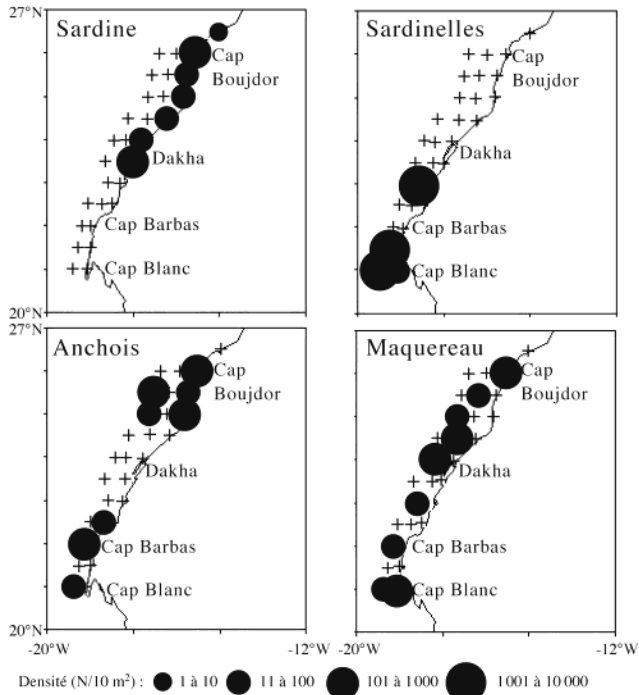 27°N
Sardine
Cap
Boujdor
Dakha
Cap Barbas
Cap Blanc
20°N
Sardinelles
Cap
Boujdor
Dakha
Cap Barbas
Cap Blanc
27°N
Anchois
Cap
Boujdor
Dakha
Cap Barbas
Cap Blanc
20°N
-20°W
-12°W
Maquereau
Cap
Boujdor
Dakha
Cap Barbas
Cap Blanc
-20°W
-12°W
Densité (N/10 m²) : 1 à 10 11 à 100 101 à 1000 1001 à 10 000